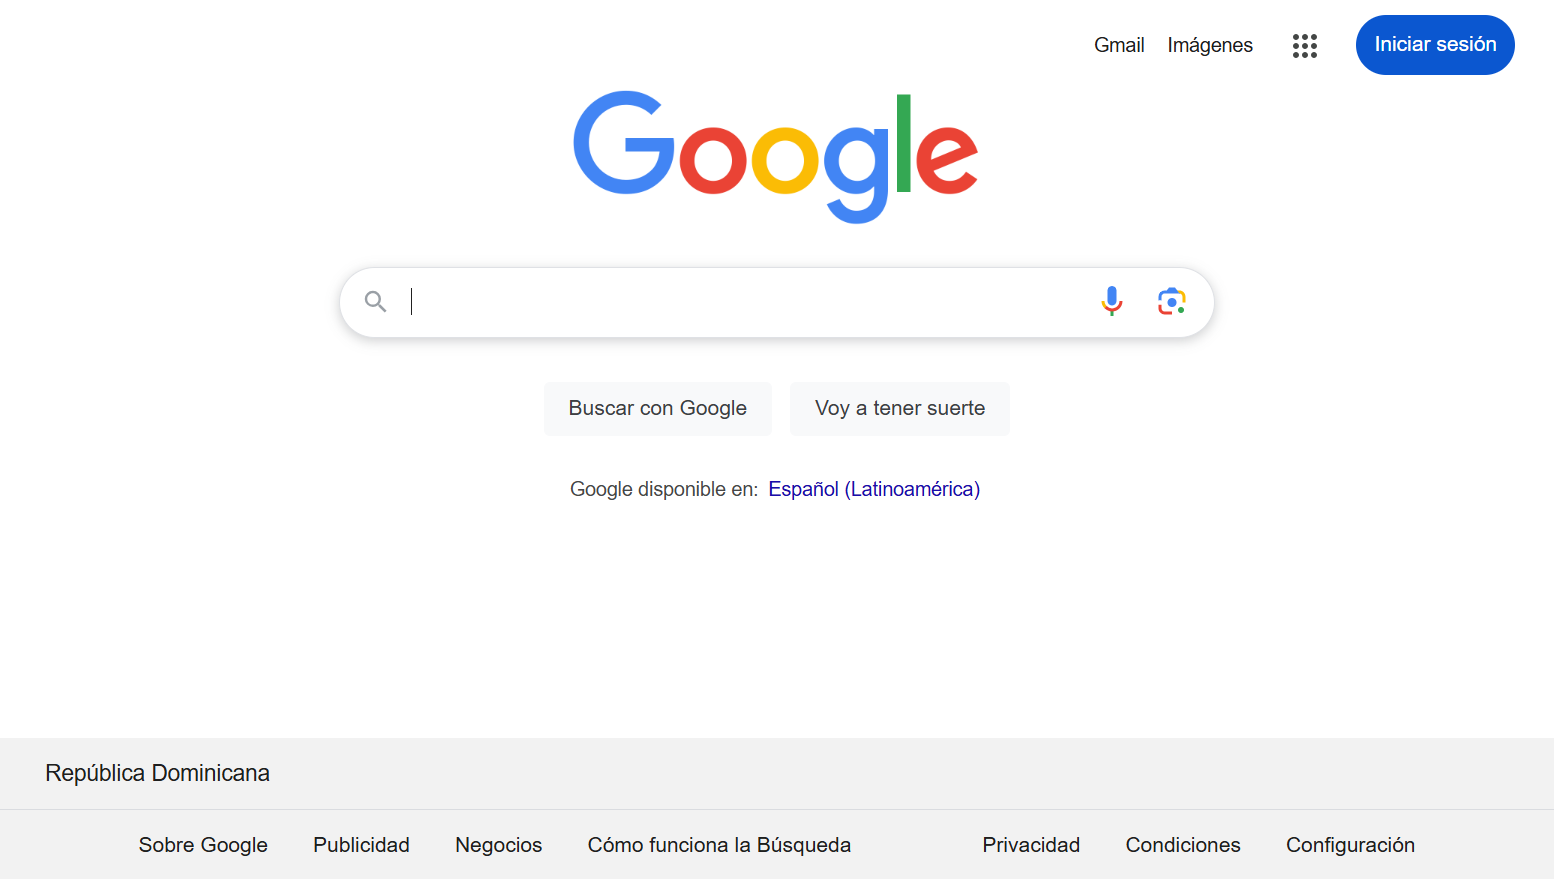 Gmail Imágenes Iniciar sesión
Google
Buscar con Google Voy a tener suerte
Google disponible en: Español (Latinoamérica)
República Dominicana
Sobre Google Publicidad Negocios Cómo funciona la Búsqueda Privacidad Condiciones Configuración